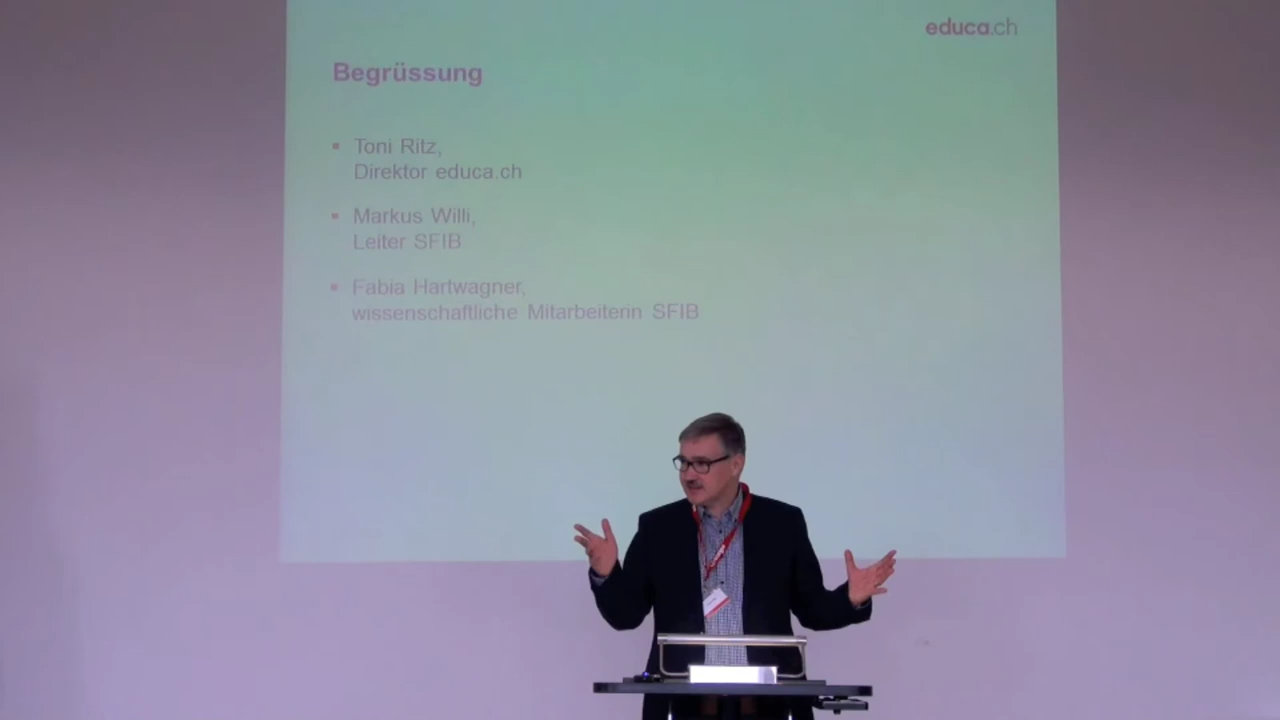 educa.ch
Begrüssung
▪ Toni Ritz,
Direktor educa.ch
▪ Markus Willi,
Leiter SFIB
▪ Fabia Hartwagner,
wissenschaftliche Mitarbeiterin SFIB